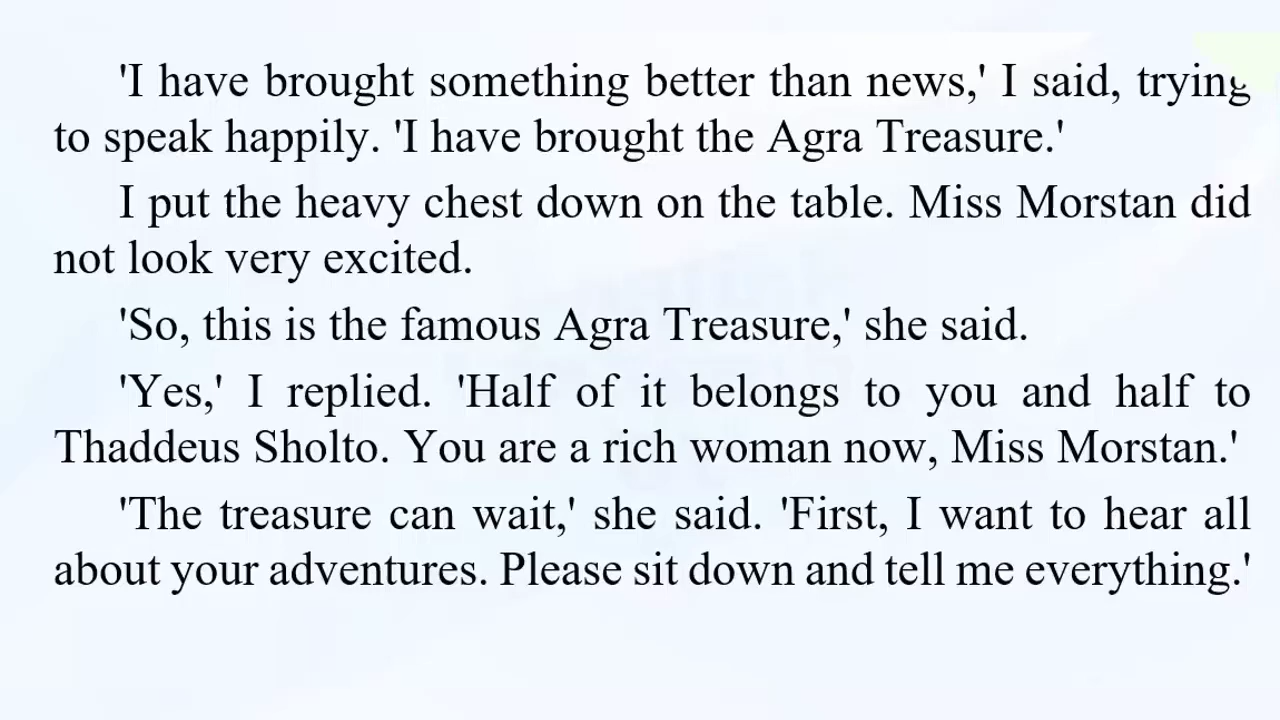 'I have brought something better than news,' I said, trying
to speak happily. 'I have brought the Agra Treasure.'
I put the heavy chest down on the table. Miss Morstan did
not look very excited.
'So, this is the famous Agra Treasure,' she said.
'Yes,' I replied. 'Half of it belongs to you and half to
Thaddeus Sholto. You are a rich woman now, Miss Morstan.'
'The treasure can wait,' she said. 'First, I want to hear all
about your adventures. Please sit down and tell me everything.'